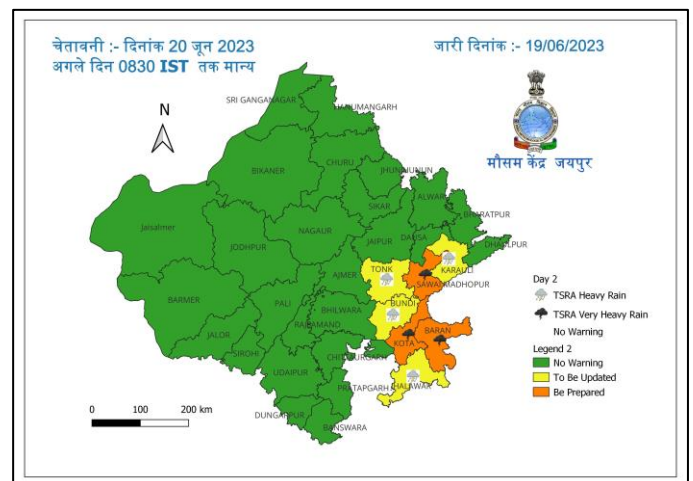 चेतावनी :- दिनांक 20 जून 2023
अगले दिन 0830 IST तक मान्य
जारी दिनांक :- 19/06/2023
मौसम केंद्र जयपुर
N
SRI GANGANAGAR
HANUMANGARH
BIKANER
CHURU
JHUNJHUNUN
SIKAR
ALWAR
BHARATPUR
Jaisalmer
JODHPUR
NAGAUR
JAIPUR
DAUSA
DHAULPUR
TONK
KARAULI
SAWAI MADHOPUR
AJMER
BARMER
PALI
BHILWARA
BUNDI
RAJSAMAND
KOTA
BARAN
JALOR
SIROHI
CHITTAURGARH
UDAIPUR
PRATAPGARH
JHALAWAR
DUNGARPUR
BANSWARA
0 100 200 km
Day 2
TSRA Heavy Rain
TSRA Very Heavy Rain
No Warning
Legend 2
No Warning
To Be Updated
Be Prepared